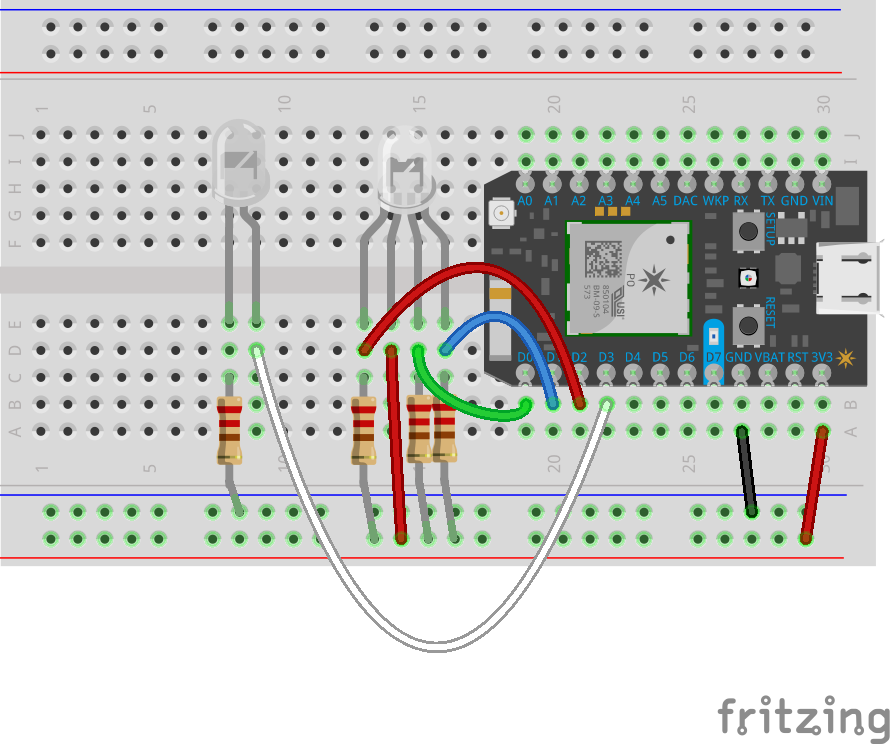 1 5 10 15 20 25 30
J J
I I
H
G
F
A0 A1 A2 A3 A4 A5 DAC WKP RX TX GND VIN
SETUP
P0
RESET
E
D
C
B B
A A
D0 D1 D2 D3 D4 D5 D6 D7 GND VBAT RST 3V3
1 5 10 20 25 30
fritzing